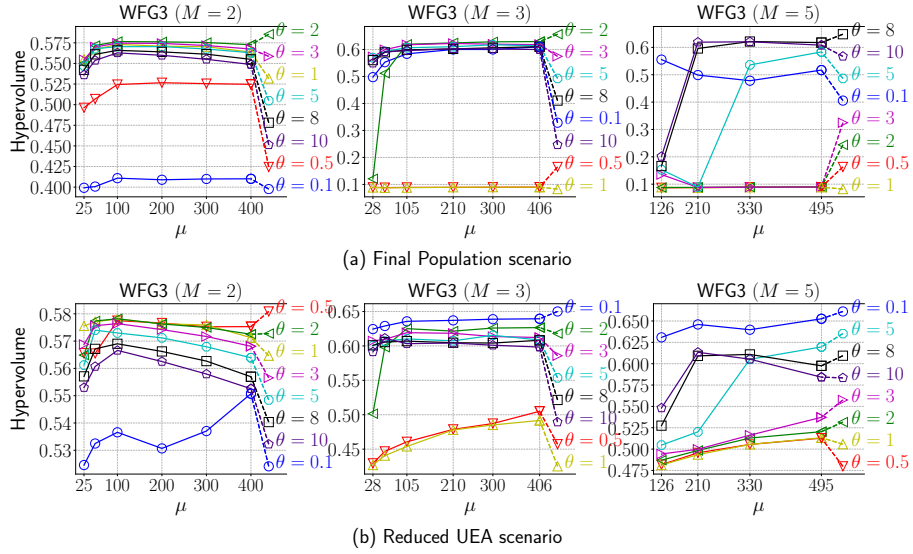 WFG3 (M = 2)
Hypervolume
0.575
0.550
0.525
0.500
0.475
0.450
0.425
0.400
25
100
200
300
400
μ
θ = 2
θ = 3
θ = 1
θ = 5
θ = 8
θ = 10
θ = 0.5
θ = 0.1
WFG3 (M = 3)
0.6
0.5
0.4
0.3
0.2
0.1
28
105
210
300
406
μ
θ = 2
θ = 3
θ = 5
θ = 8
θ = 0.1
θ = 10
θ = 0.5
θ = 1
WFG3 (M = 5)
0.6
0.5
0.4
0.3
0.2
0.1
126
210
330
495
μ
θ = 8
θ = 10
θ = 5
θ = 0.1
θ = 3
θ = 2
θ = 0.5
θ = 1
(a) Final Population scenario
WFG3 (M = 2)
Hypervolume
0.58
0.57
0.56
0.55
0.54
0.53
25
100
200
300
400
μ
θ = 0.5
θ = 2
θ = 1
θ = 3
θ = 5
θ = 8
θ = 10
θ = 0.1
WFG3 (M = 3)
0.65
0.60
0.55
0.50
0.45
28
105
210
300
406
μ
θ = 0.1
θ = 2
θ = 3
θ = 5
θ = 8
θ = 10
θ = 0.5
θ = 1
WFG3 (M = 5)
0.650
0.625
0.600
0.575
0.550
0.525
0.500
0.475
126
210
330
495
μ
θ = 0.1
θ = 5
θ = 8
θ = 10
θ = 3
θ = 2
θ = 1
θ = 0.5
(b) Reduced UEA scenario